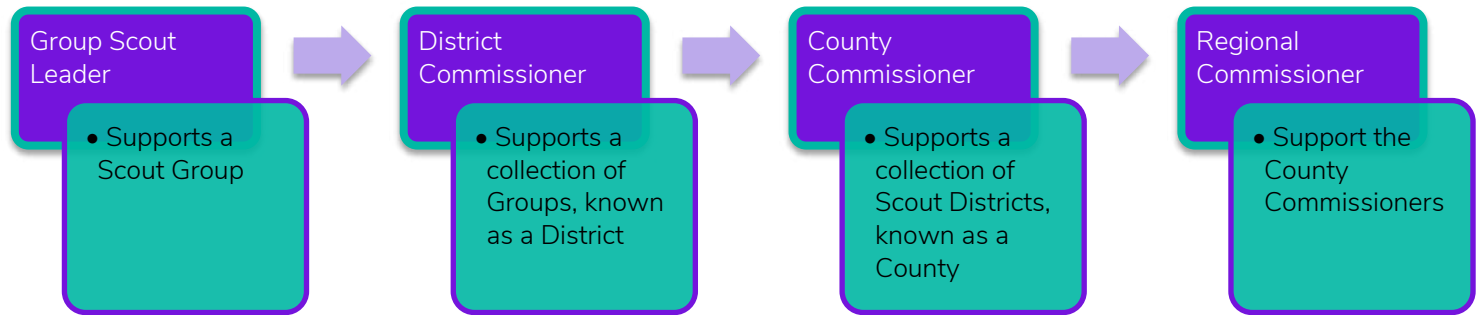 Group Scout
Leader
• Supports a
Scout Group
District
Commissioner
• Supports a
collection of
Groups, known
as a District
County
Commissioner
• Supports a
collection of
Scout Districts,
known as a
County
Regional
Commissioner
• Support the
County
Commissioners